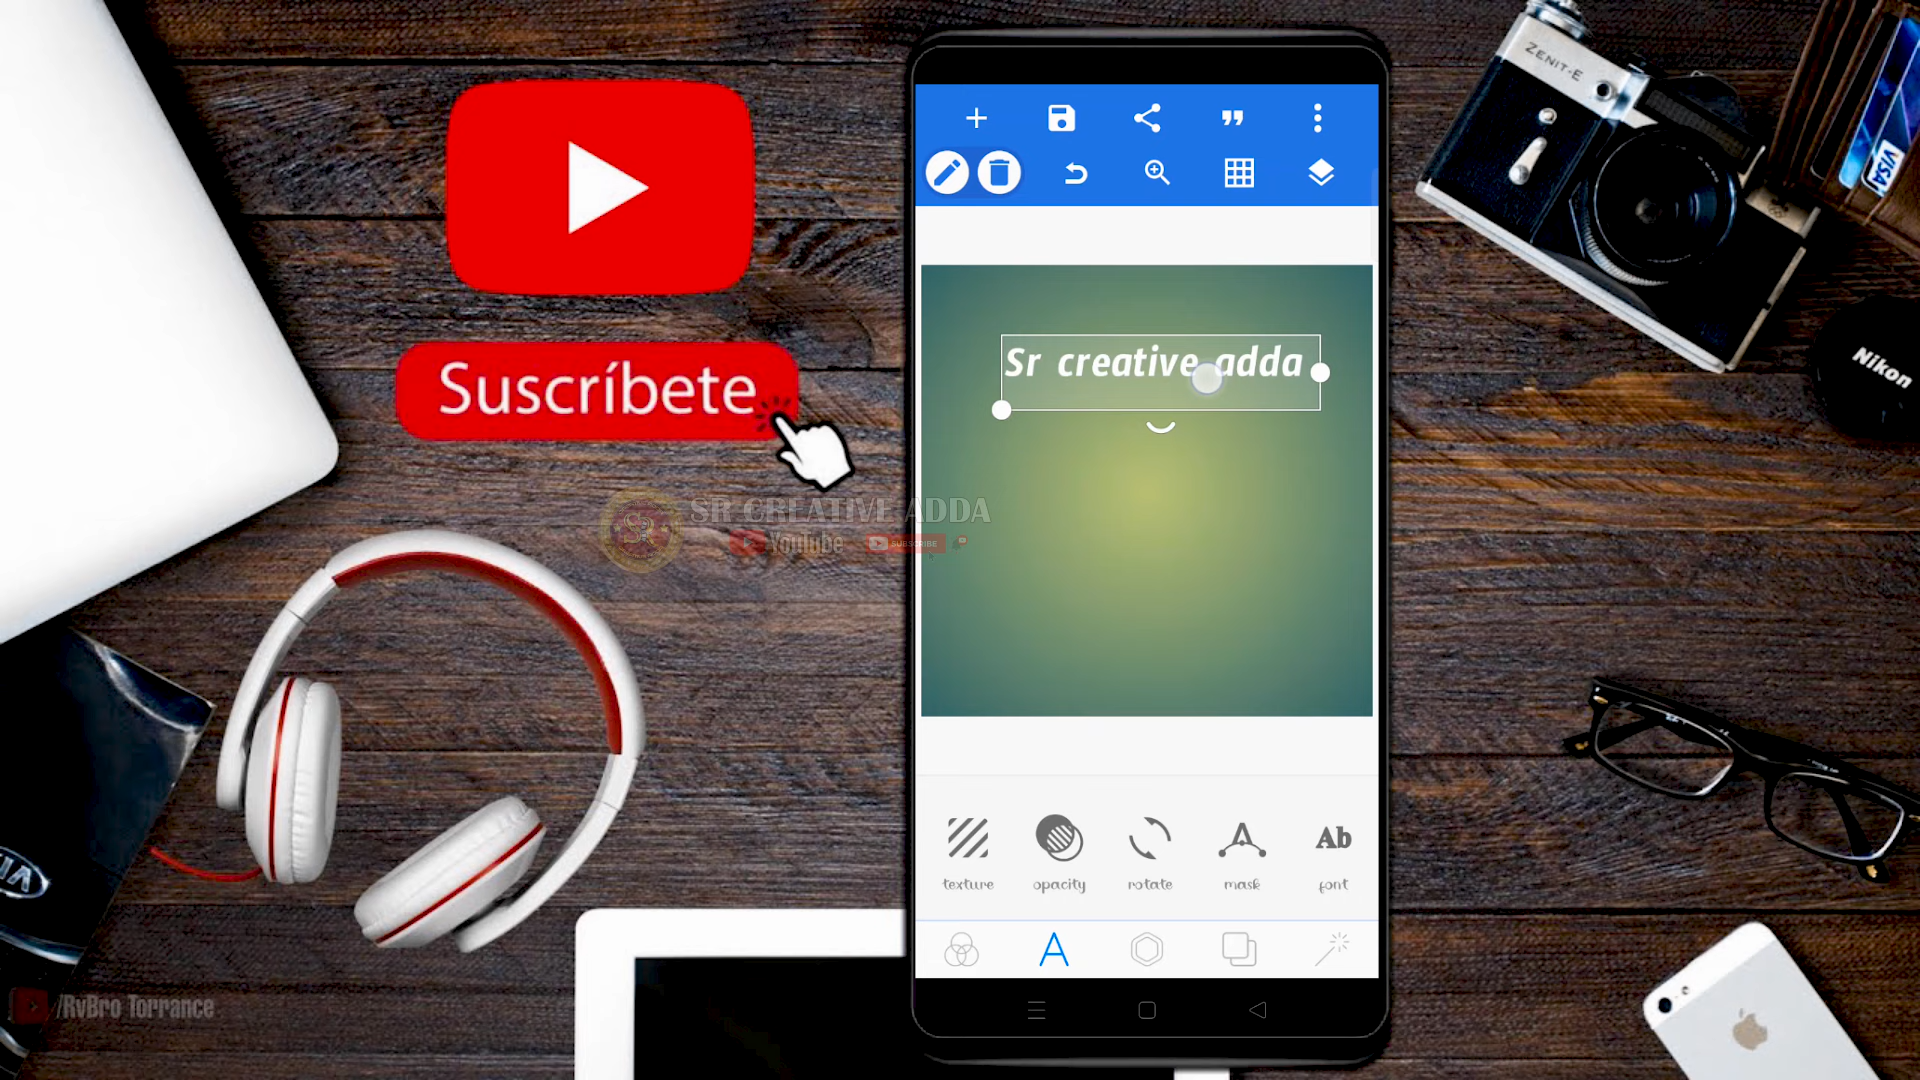 ZENIT-E
VISA
Nikon
Suscríbete
Sr creative adda
SR CREATIVE ADDA
YouTube
SUBSCRIBE
texture
opacity
rotate
mask
font
Ab
A
/RvBro Torrance